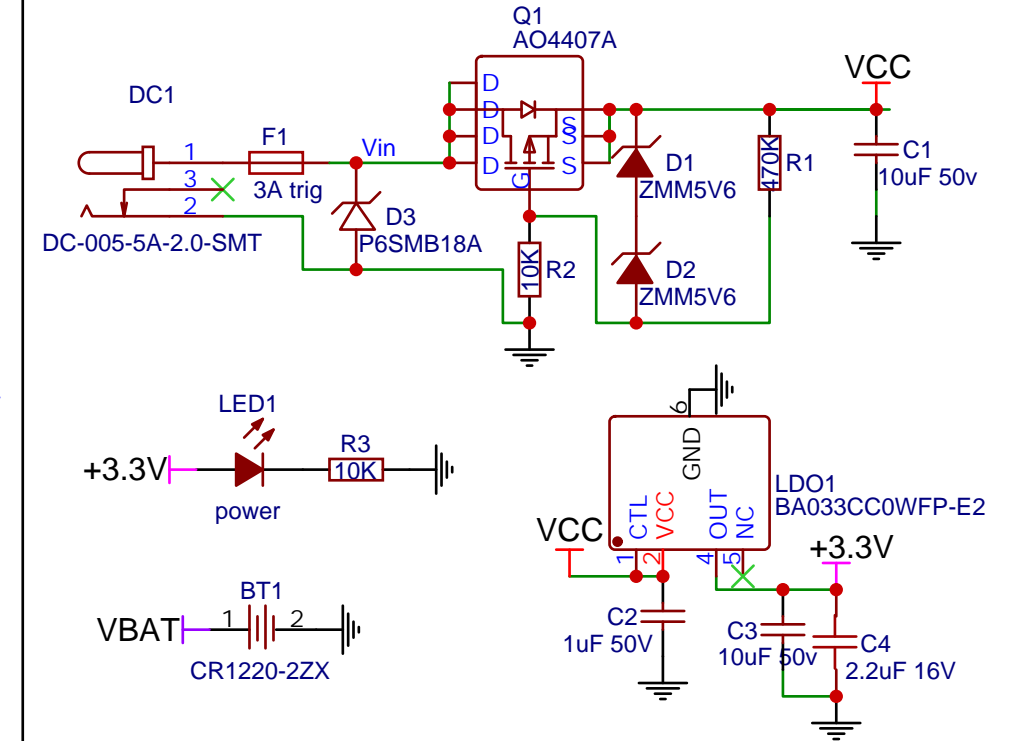 Q1
AO4407A
VCC
DC1
D
D
D
D
S
S
S
G
F1
Vin
1
3
2
3A trig
DC-005-5A-2.0-SMT
D3
P6SMB18A
R2
10K
D1
ZMM5V6
D2
ZMM5V6
470K
R1
C1
10uF 50v
LED1
+3.3V
R3
10K
power
6
GND
CTL
VCC
OUT
NC
LDO1
BA033CC0WFP-E2
VCC
1
2
4
5
+3.3V
C2
1uF 50V
C3
10uF 50v
C4
2.2uF 16V
VBAT
1
BT1
2
CR1220-2ZX